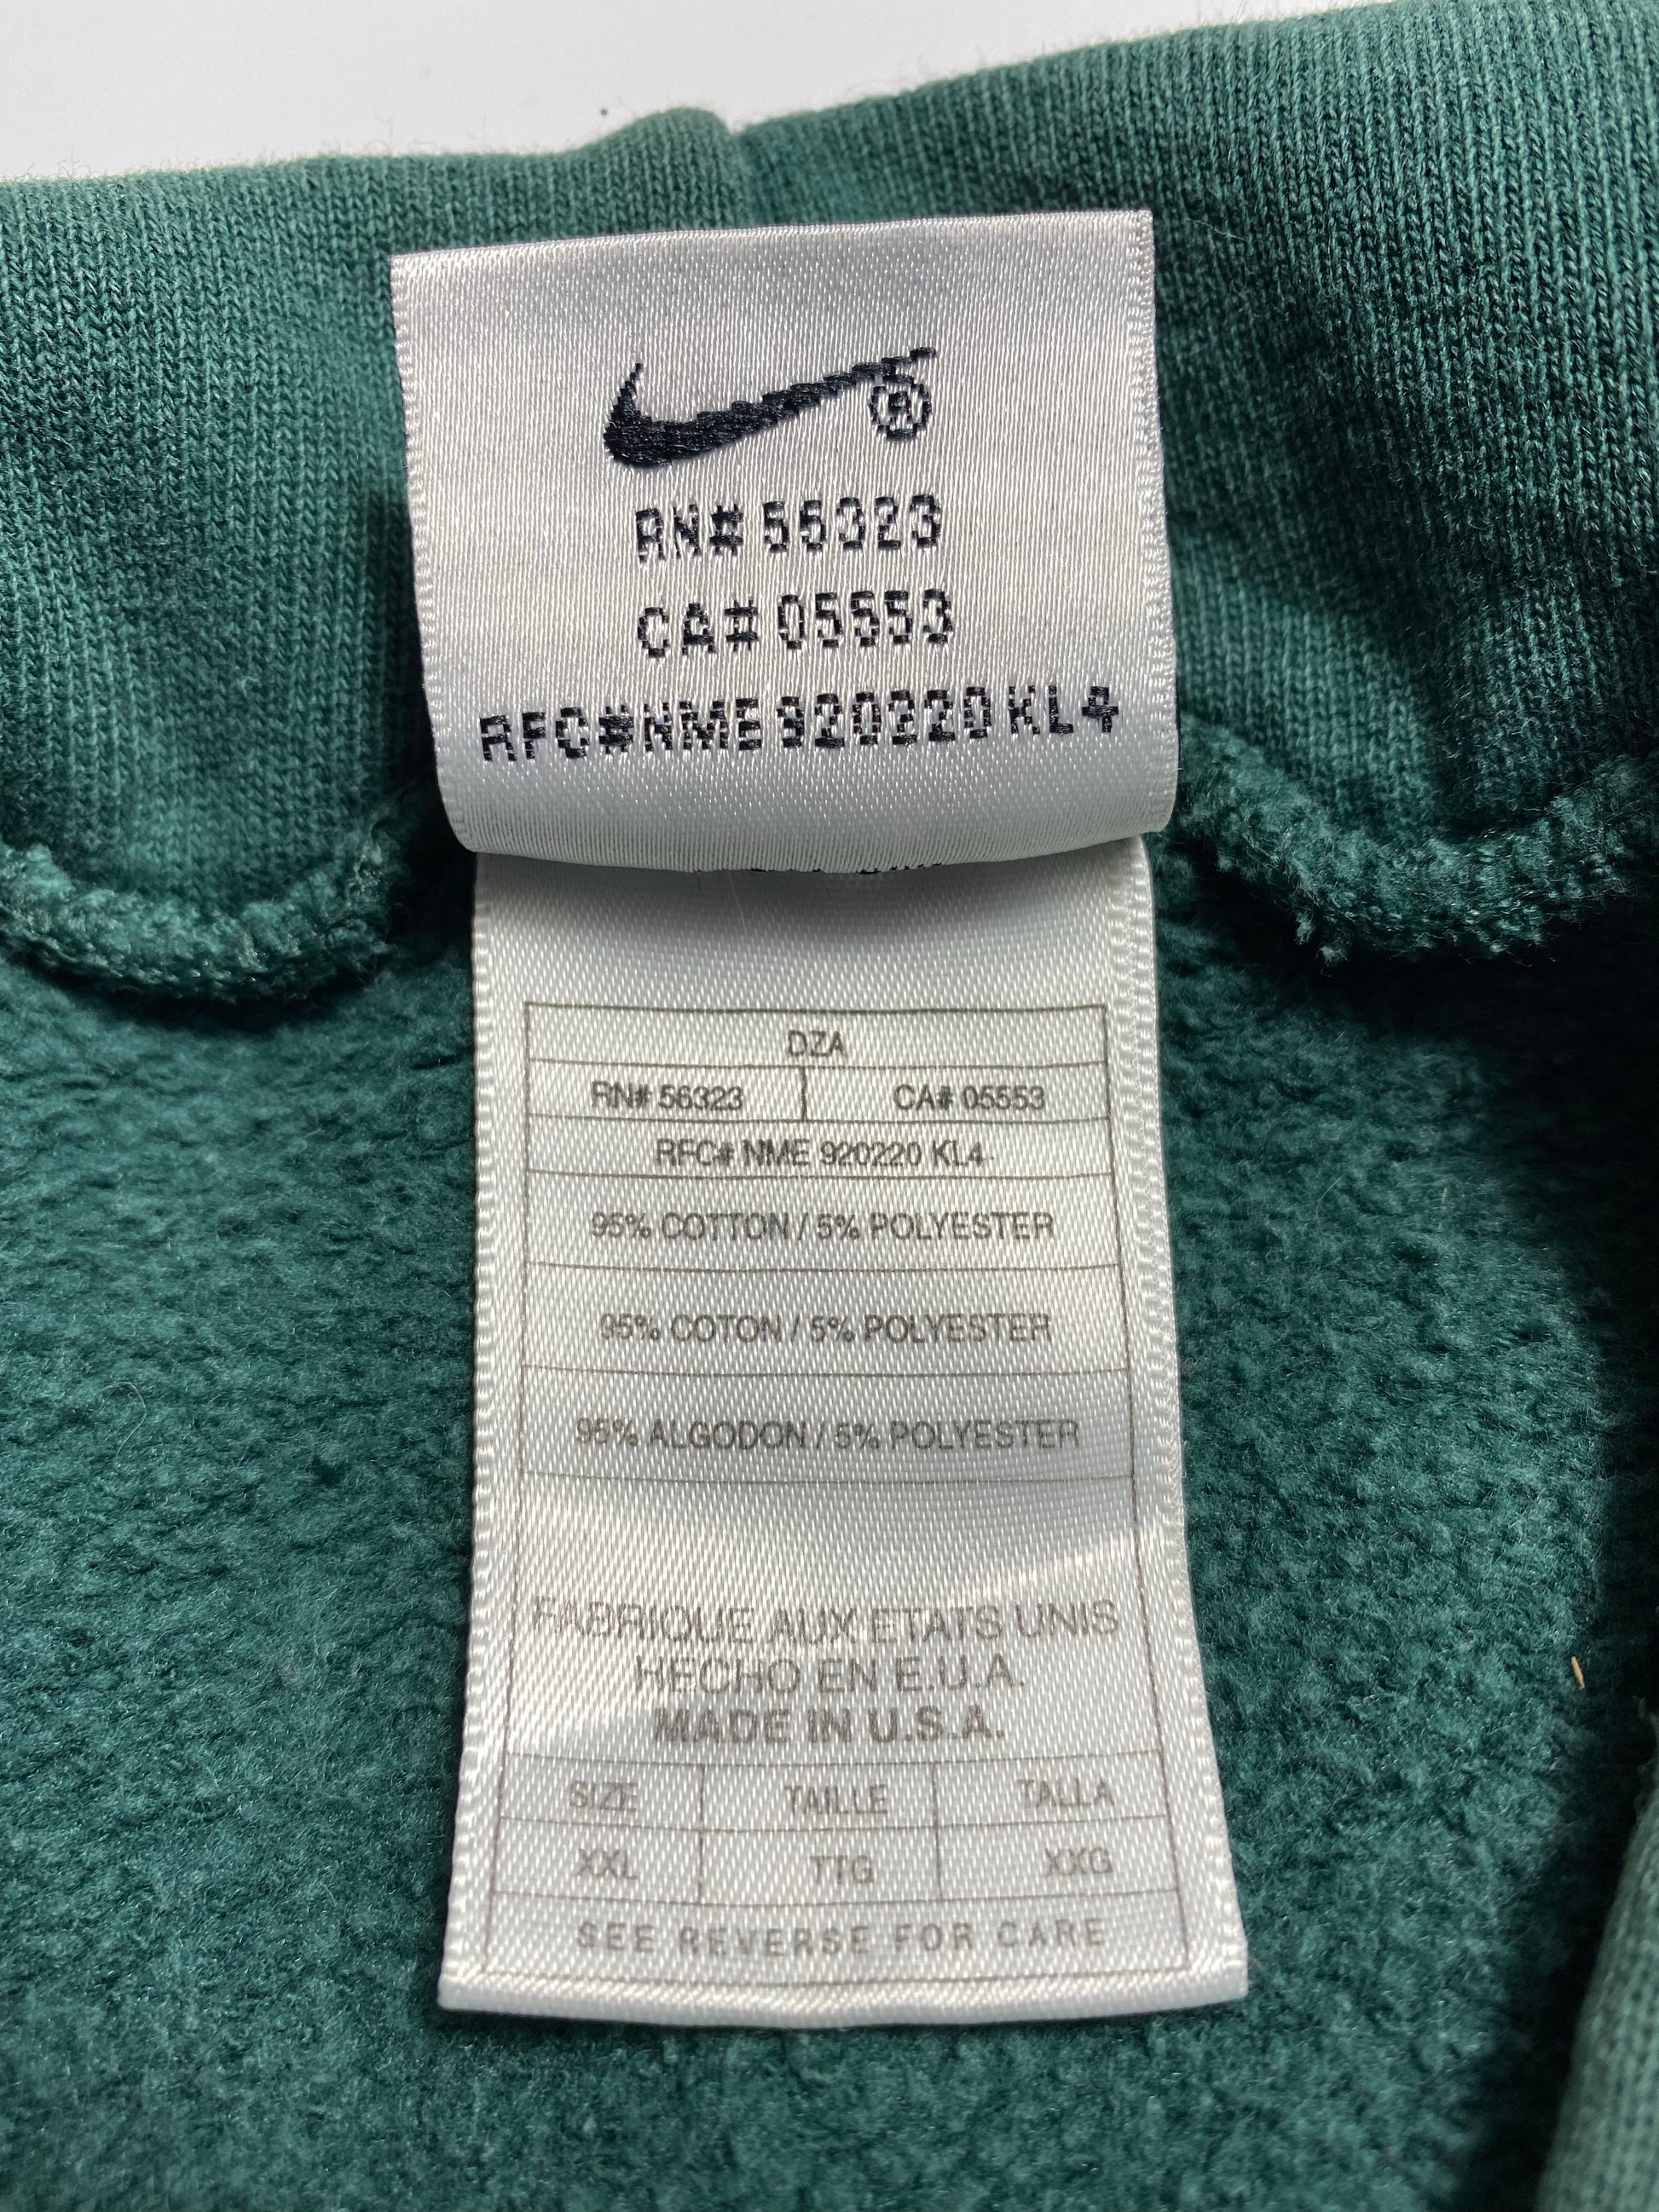 ®
RN# 56323
CA# 05553
RFC# NME 920220 KL4
DZA
RN# 56323 CA# 05553
RFC# NME 920220 KL4
95% COTTON / 5% POLYESTER
95% COTON / 5% POLYESTER
95% ALGODON / 5% POLYESTER
FABRIQUE AUX ETATS UNIS
HECHO EN E.U.A.
MADE IN U.S.A.
SIZE TAILLE TALLA
XXL TTG XXG
SEE REVERSE FOR CARE